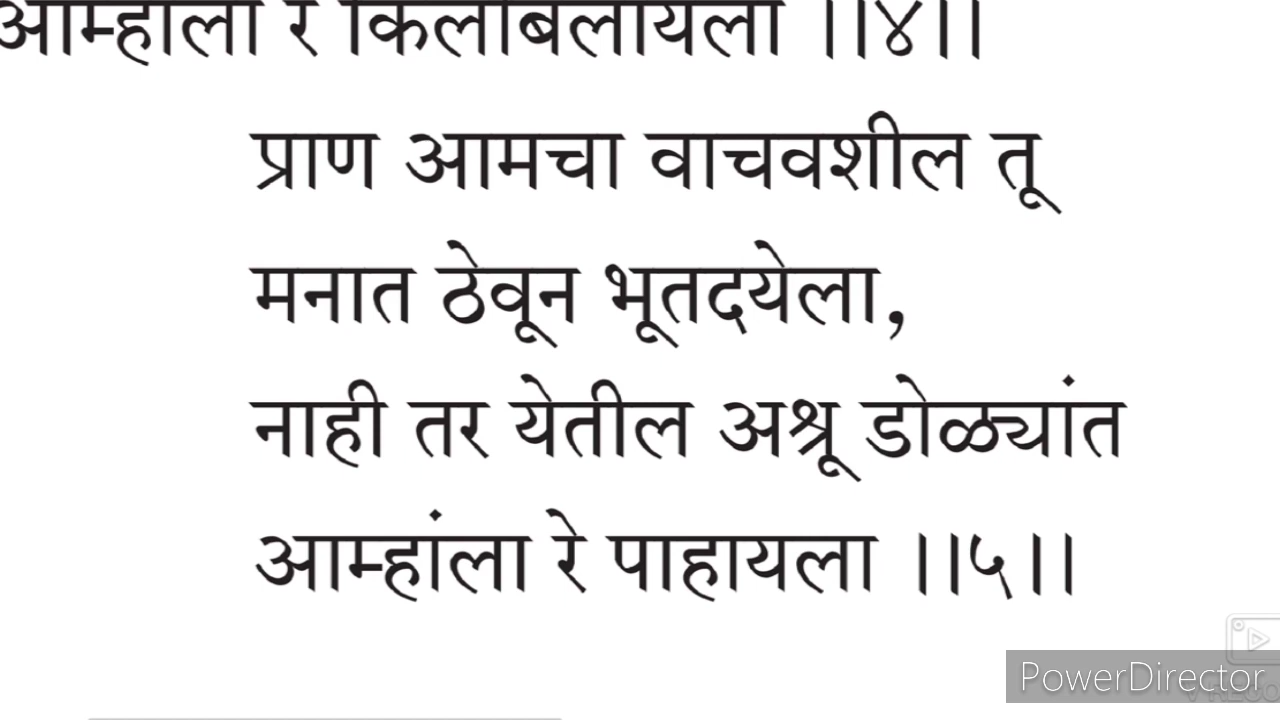 आम्हांला रे किलबिलायला ।।४।।
प्राण आमचा वाचवशील तू
मनात ठेवून भूतदयेला,
नाही तर येतील अश्रू डोळ्यांत
आम्हांला रे पाहायला ।।५।।
PowerDirector